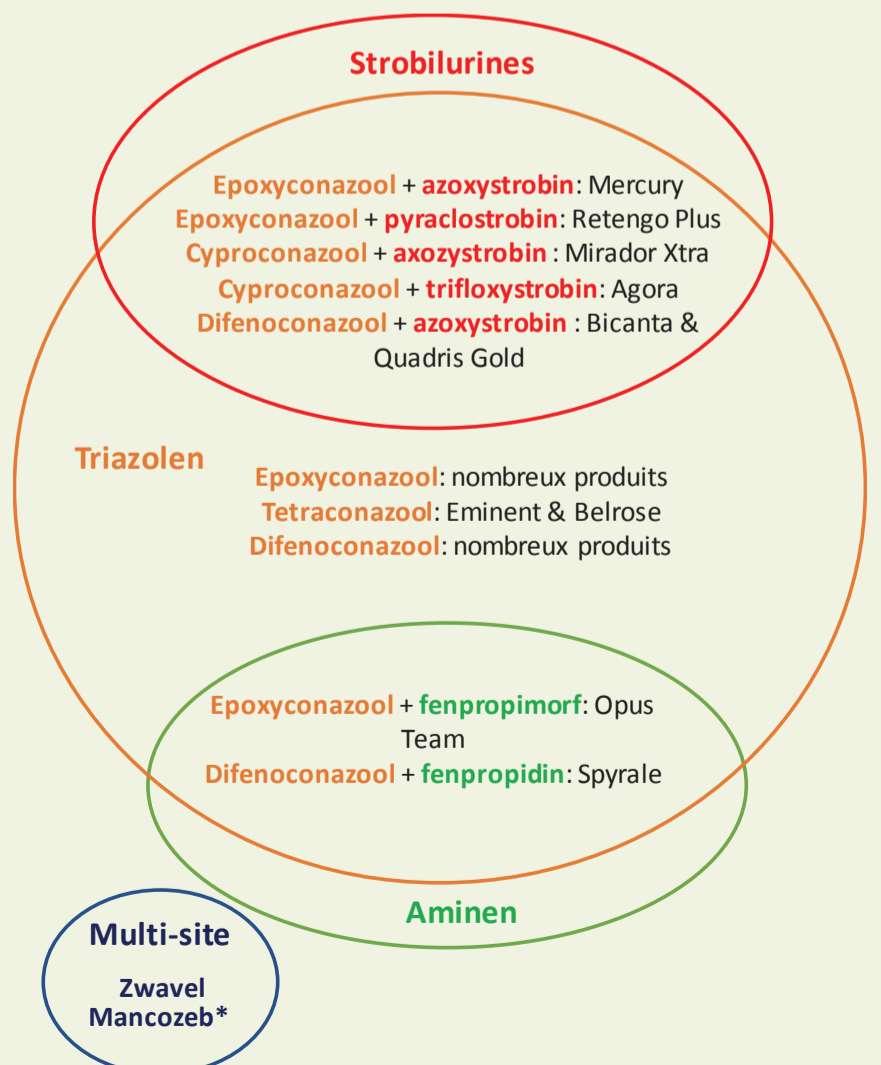 Strobilurines
Epoxyconazool + azoxystrobin: Mercury
Epoxyconazool + pyraclostrobin: Retengo Plus
Cyproconazool + axozystrobin : Mirador Xtra
Cyproconazool + trifloxystrobin: Agora
Difenoconazool + azoxystrobin : Bicanta &
Quadris Gold
Triazolen
Epoxyconazool: nombreux produits
Tetraconazool: Eminent & Belrose
Difenoconazool: nombreux produits
Epoxyconazool + fenpropimorf: Opus
Team
Difenoconazool + fenpropidin: Spyrale
Aminen
Multi-site
Zwavel
Mancozeb*